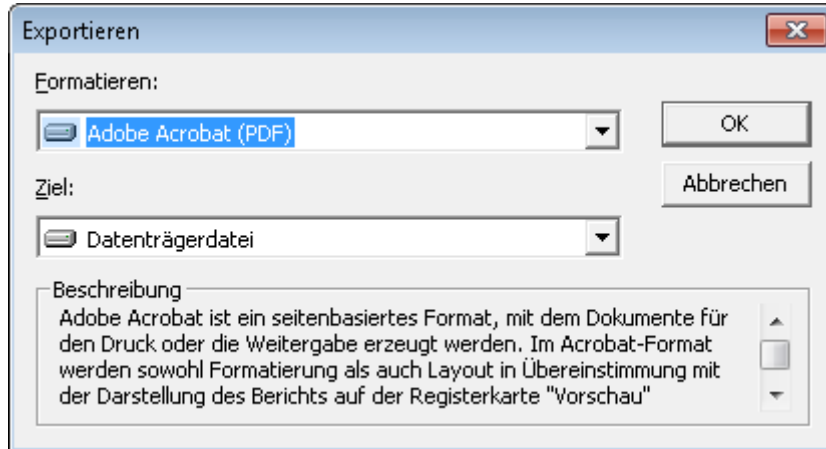 Exportieren
Formatieren:
Adobe Acrobat (PDF)
OK
Ziel:
Abbrechen
Datenträgerdatei
Beschreibung
Adobe Acrobat ist ein seitenbasiertes Format, mit dem Dokumente für
den Druck oder die Weitergabe erzeugt werden. Im Acrobat-Format
werden sowohl Formatierung als auch Layout in Übereinstimmung mit
der Darstellung des Berichts auf der Registerkarte "Vorschau"